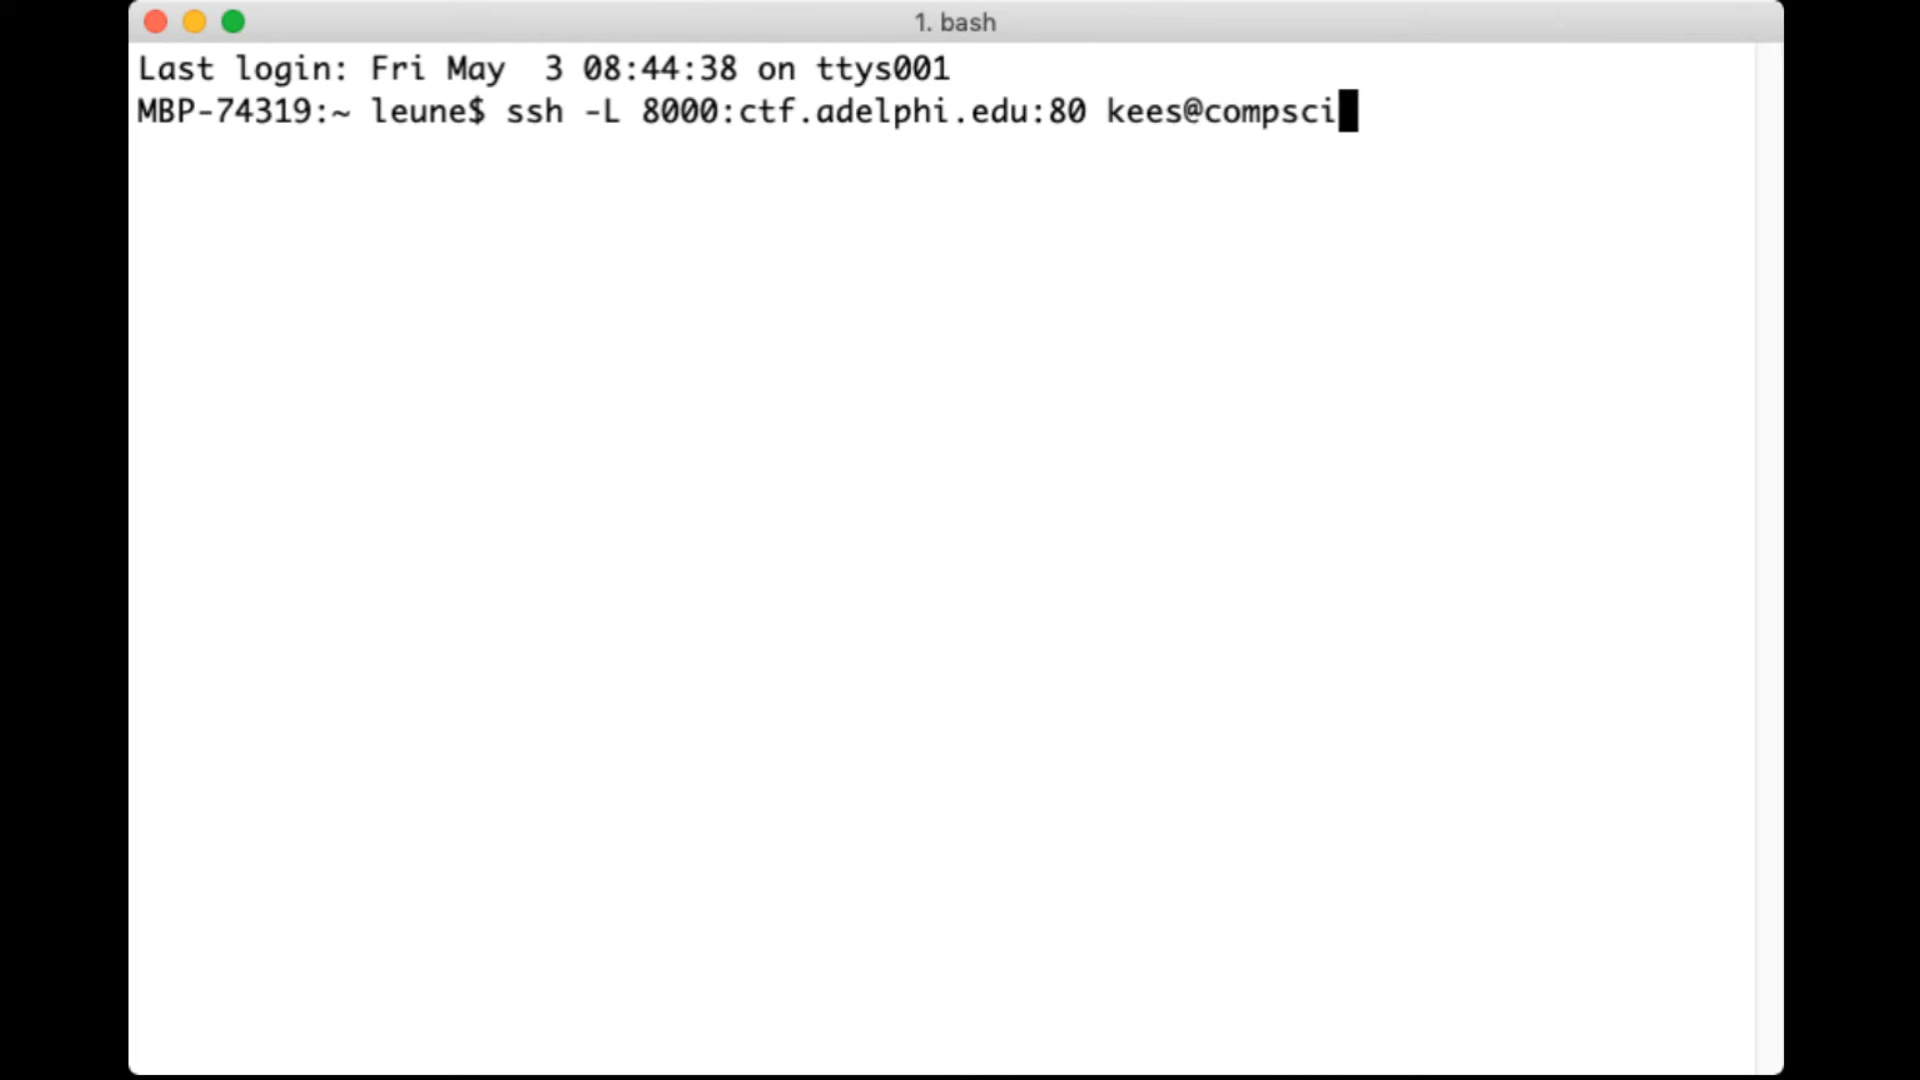 1. bash
Last login: Fri May  3 08:44:38 on ttys001
MBP-74319:~ leune$ ssh -L 8000:ctf.adelphi.edu:80 kees@compsci